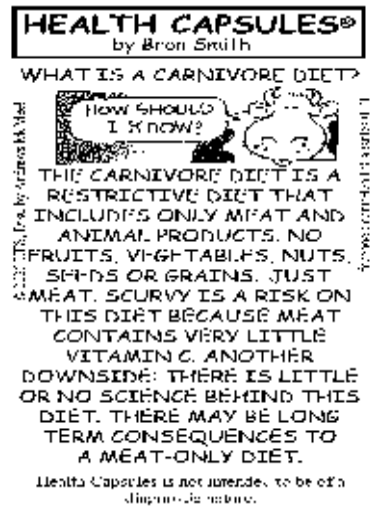 HEALTH CAPSULES®
by Bron Smith
WHAT IS A CARNIVORE DIET?
HOW SHOULD
I KNOW?
THE CARNIVORE DIET IS A
RESTRICTIVE DIET THAT
INCLUDES ONLY MEAT AND
ANIMAL PRODUCTS. NO
FRUITS, VEGETABLES, NUTS,
SEEDS OR GRAINS. JUST
MEAT. SCURVY IS A RISK ON
THIS DIET BECAUSE MEAT
CONTAINS VERY LITTLE
VITAMIN C. ANOTHER
DOWNSIDE: THERE IS LITTLE
OR NO SCIENCE BEHIND THIS
DIET. THERE MAY BE LONG
TERM CONSEQUENCES TO
A MEAT-ONLY DIET.
Health Capsules is not intended to be of a
diagnostic nature.